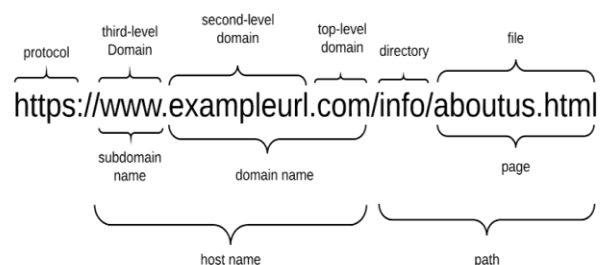 third-level
Domain
second-level
domain
top-level
domain
protocol
directory
file
https://www.exampleurl.com/info/aboutus.html
subdomain
name
domain name
page
host name
path